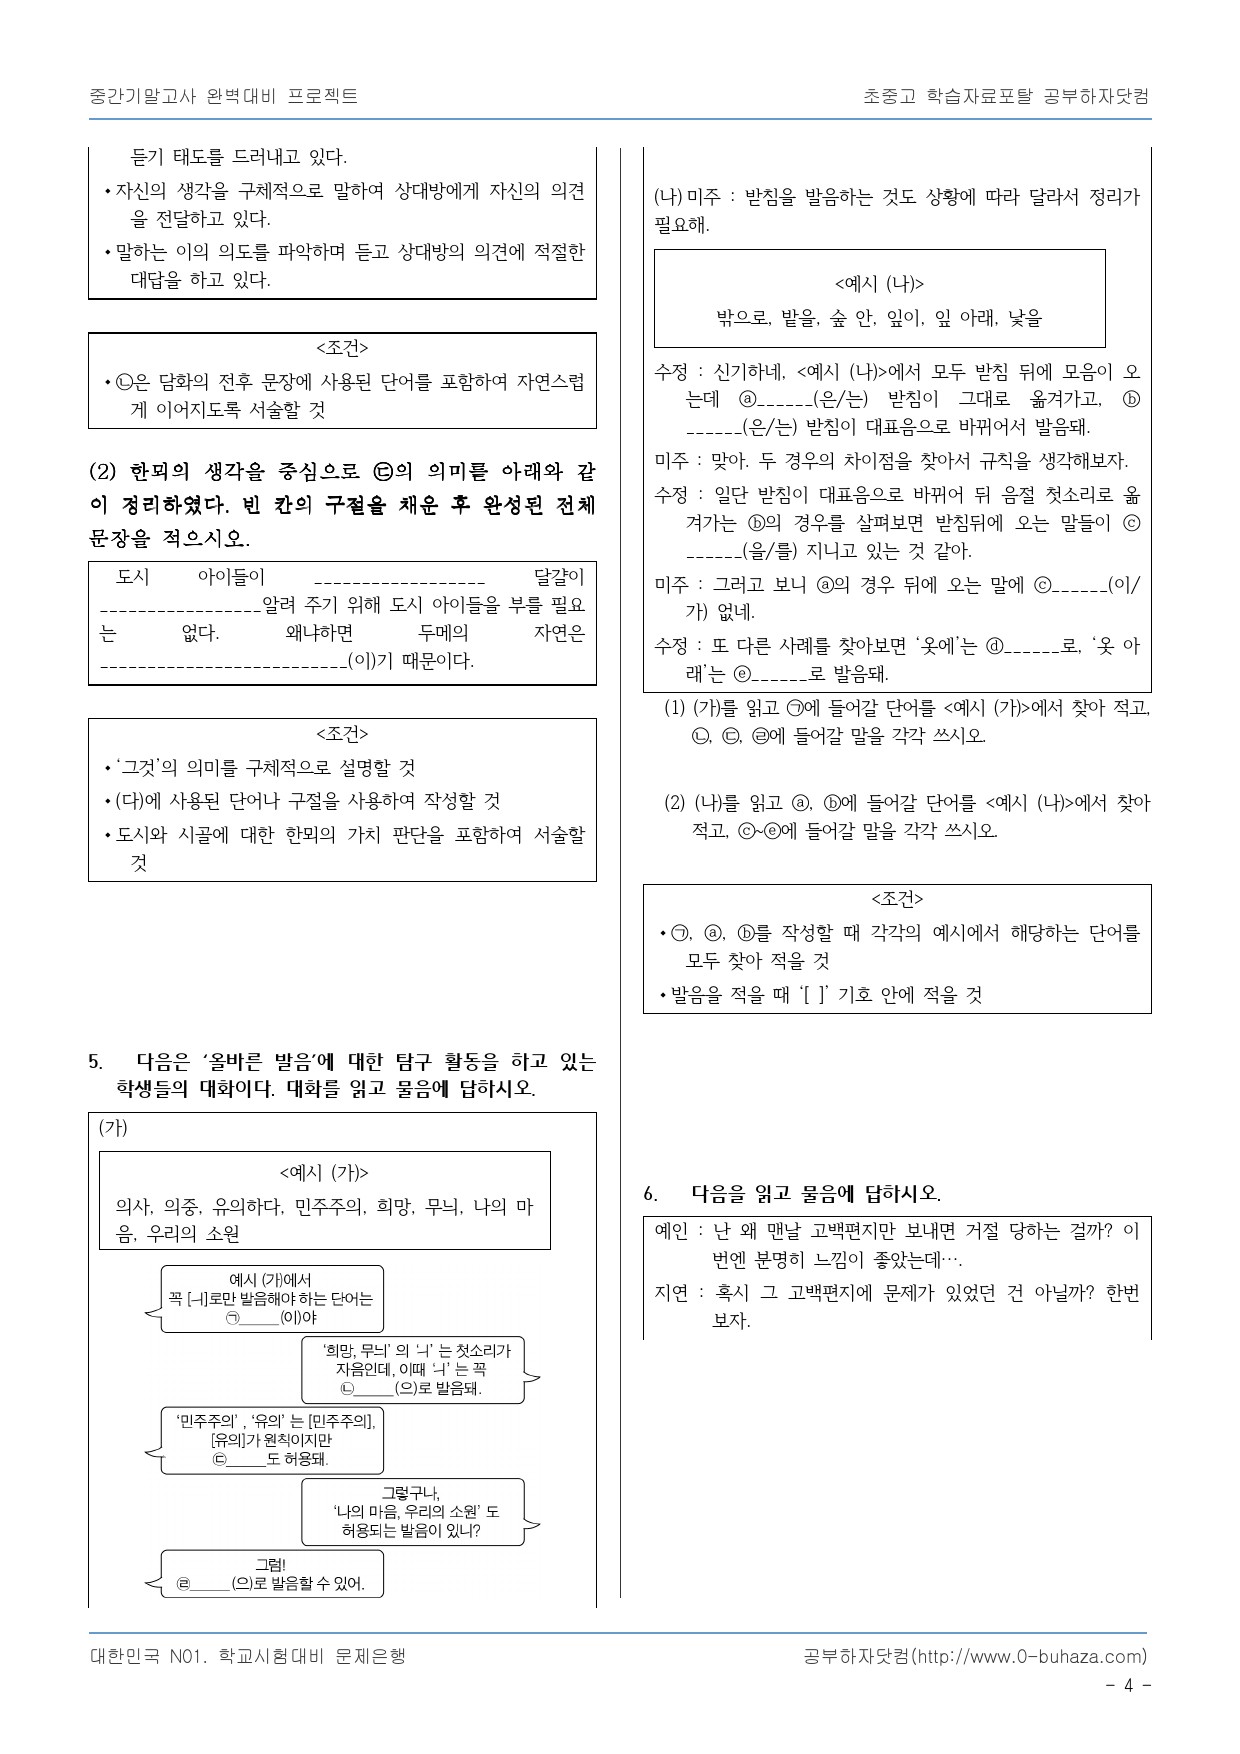 중간기말고사 완벽대비 프로젝트
초중고 학습자료포탈 공부하자닷컴
듣기 태도를 드러내고 있다.
• 자신의 생각을 구체적으로 말하여 상대방에게 자신의 의견
을 전달하고 있다.
• 말하는 이의 의도를 파악하며 듣고 상대방의 의견에 적절한
대답을 하고 있다.
<조건>
• ㉡은 담화의 전후 문장에 사용된 단어를 포함하여 자연스럽
게 이어지도록 서술할 것
(2) 한뫼의 생각을 중심으로 ㉢의 의미를 아래와 같
이 정리하였다. 빈 칸의 구절을 채운 후 완성된 전체
문장을 적으시오.
도시 아이들이 __________________ 달걀이
_________________알려 주기 위해 도시 아이들을 부를 필요
는 없다. 왜냐하면 두메의 자연은
__________________________(이)기 때문이다.
<조건>
• ‘그것’의 의미를 구체적으로 설명할 것
• (다)에 사용된 단어나 구절을 사용하여 작성할 것
• 도시와 시골에 대한 한뫼의 가치 판단을 포함하여 서술할
것
5. 다음은 ‘올바른 발음’에 대한 탐구 활동을 하고 있는
학생들의 대화이다. 대화를 읽고 물음에 답하시오.
(가)
<예시 (가)>
의사, 의중, 유의하다, 민주주의, 희망, 무늬, 나의 마
음, 우리의 소원
예시 (가)에서
꼭 [ㅢ]로만 발음해야 하는 단어는
㉠_____(이)야
‘희망, 무늬’ 의 ‘ㅢ’ 는 첫소리가
자음인데, 이때 ‘ㅢ’ 는 꼭
㉡_____(으)로 발음돼.
‘민주주의’ , ‘유의’ 는 [민주주의],
[유의]가 원칙이지만
㉢_____도 허용돼.
그렇구나,
‘나의 마음, 우리의 소원’ 도
허용되는 발음이 있니?
그럼!
㉣_____(으)로 발음할 수 있어.
(나) 미주 : 받침을 발음하는 것도 상황에 따라 달라서 정리가
필요해.
<예시 (나)>
밖으로, 밭을, 숲 안, 잎이, 잎 아래, 낯을
수정 : 신기하네, <예시 (나)>에서 모두 받침 뒤에 모음이 오
는데 ⓐ______(은/는) 받침이 그대로 옮겨가고, ⓑ
______(은/는) 받침이 대표음으로 바뀌어서 발음돼.
미주 : 맞아. 두 경우의 차이점을 찾아서 규칙을 생각해보자.
수정 : 일단 받침이 대표음으로 바뀌어 뒤 음절 첫소리로 옮
겨가는 ⓑ의 경우를 살펴보면 받침뒤에 오는 말들이 ⓒ
______(을/를) 지니고 있는 것 같아.
미주 : 그러고 보니 ⓐ의 경우 뒤에 오는 말에 ⓒ______(이/
가) 없네.
수정 : 또 다른 사례를 찾아보면 ‘옷에’는 ⓓ______로, ‘옷 아
래’는 ⓔ______로 발음돼.
(1) (가)를 읽고 ㉠에 들어갈 단어를 <예시 (가)>에서 찾아 적고,
㉡, ㉢, ㉣에 들어갈 말을 각각 쓰시오.
(2) (나)를 읽고 ⓐ, ⓑ에 들어갈 단어를 <예시 (나)>에서 찾아
적고, ⓒ~ⓔ에 들어갈 말을 각각 쓰시오.
<조건>
• ㉠, ⓐ, ⓑ를 작성할 때 각각의 예시에서 해당하는 단어를
모두 찾아 적을 것
• 발음을 적을 때 ‘[ ]’ 기호 안에 적을 것
6. 다음을 읽고 물음에 답하시오.
예인 : 난 왜 맨날 고백편지만 보내면 거절 당하는 걸까? 이
번엔 분명히 느낌이 좋았는데….
지연 : 혹시 그 고백편지에 문제가 있었던 건 아닐까? 한번
보자.
대한민국 N01. 학교시험대비 문제은행
공부하자닷컴(http://www.0-buhaza.com)
- 4 -